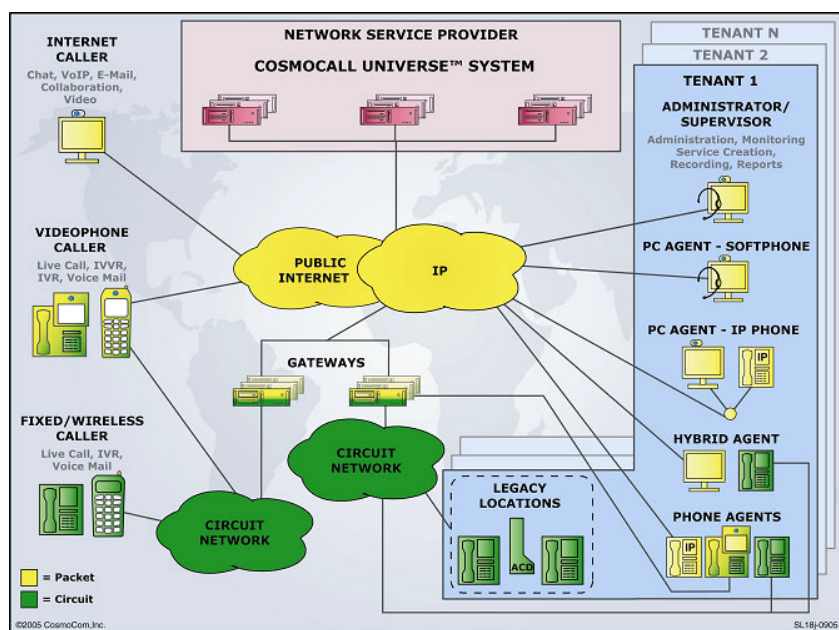 INTERNET
CALLER
Chat, VoIP, E-Mail,
Collaboration,
Video
NETWORK SERVICE PROVIDER
COSMOCALL UNIVERSE™ SYSTEM
TENANT N
TENANT 2
TENANT 1
ADMINISTRATOR/
SUPERVISOR
Administration, Monitoring
Service Creation,
Recording, Reports
VIDEOPHONE
CALLER
Live Call, IVVR,
IVR, Voice Mail
PUBLIC
INTERNET
IP
PC AGENT - SOFTPHONE
PC AGENT - IP PHONE
IP
GATEWAYS
FIXED/WIRELESS
CALLER
Live Call, IVR,
Voice Mail
CIRCUIT
NETWORK
CIRCUIT
NETWORK
HYBRID AGENT
LEGACY
LOCATIONS
ACD
PHONE AGENTS
IP
= Packet
= Circuit
©2005 CosmoCom,Inc.
SL18j-0905